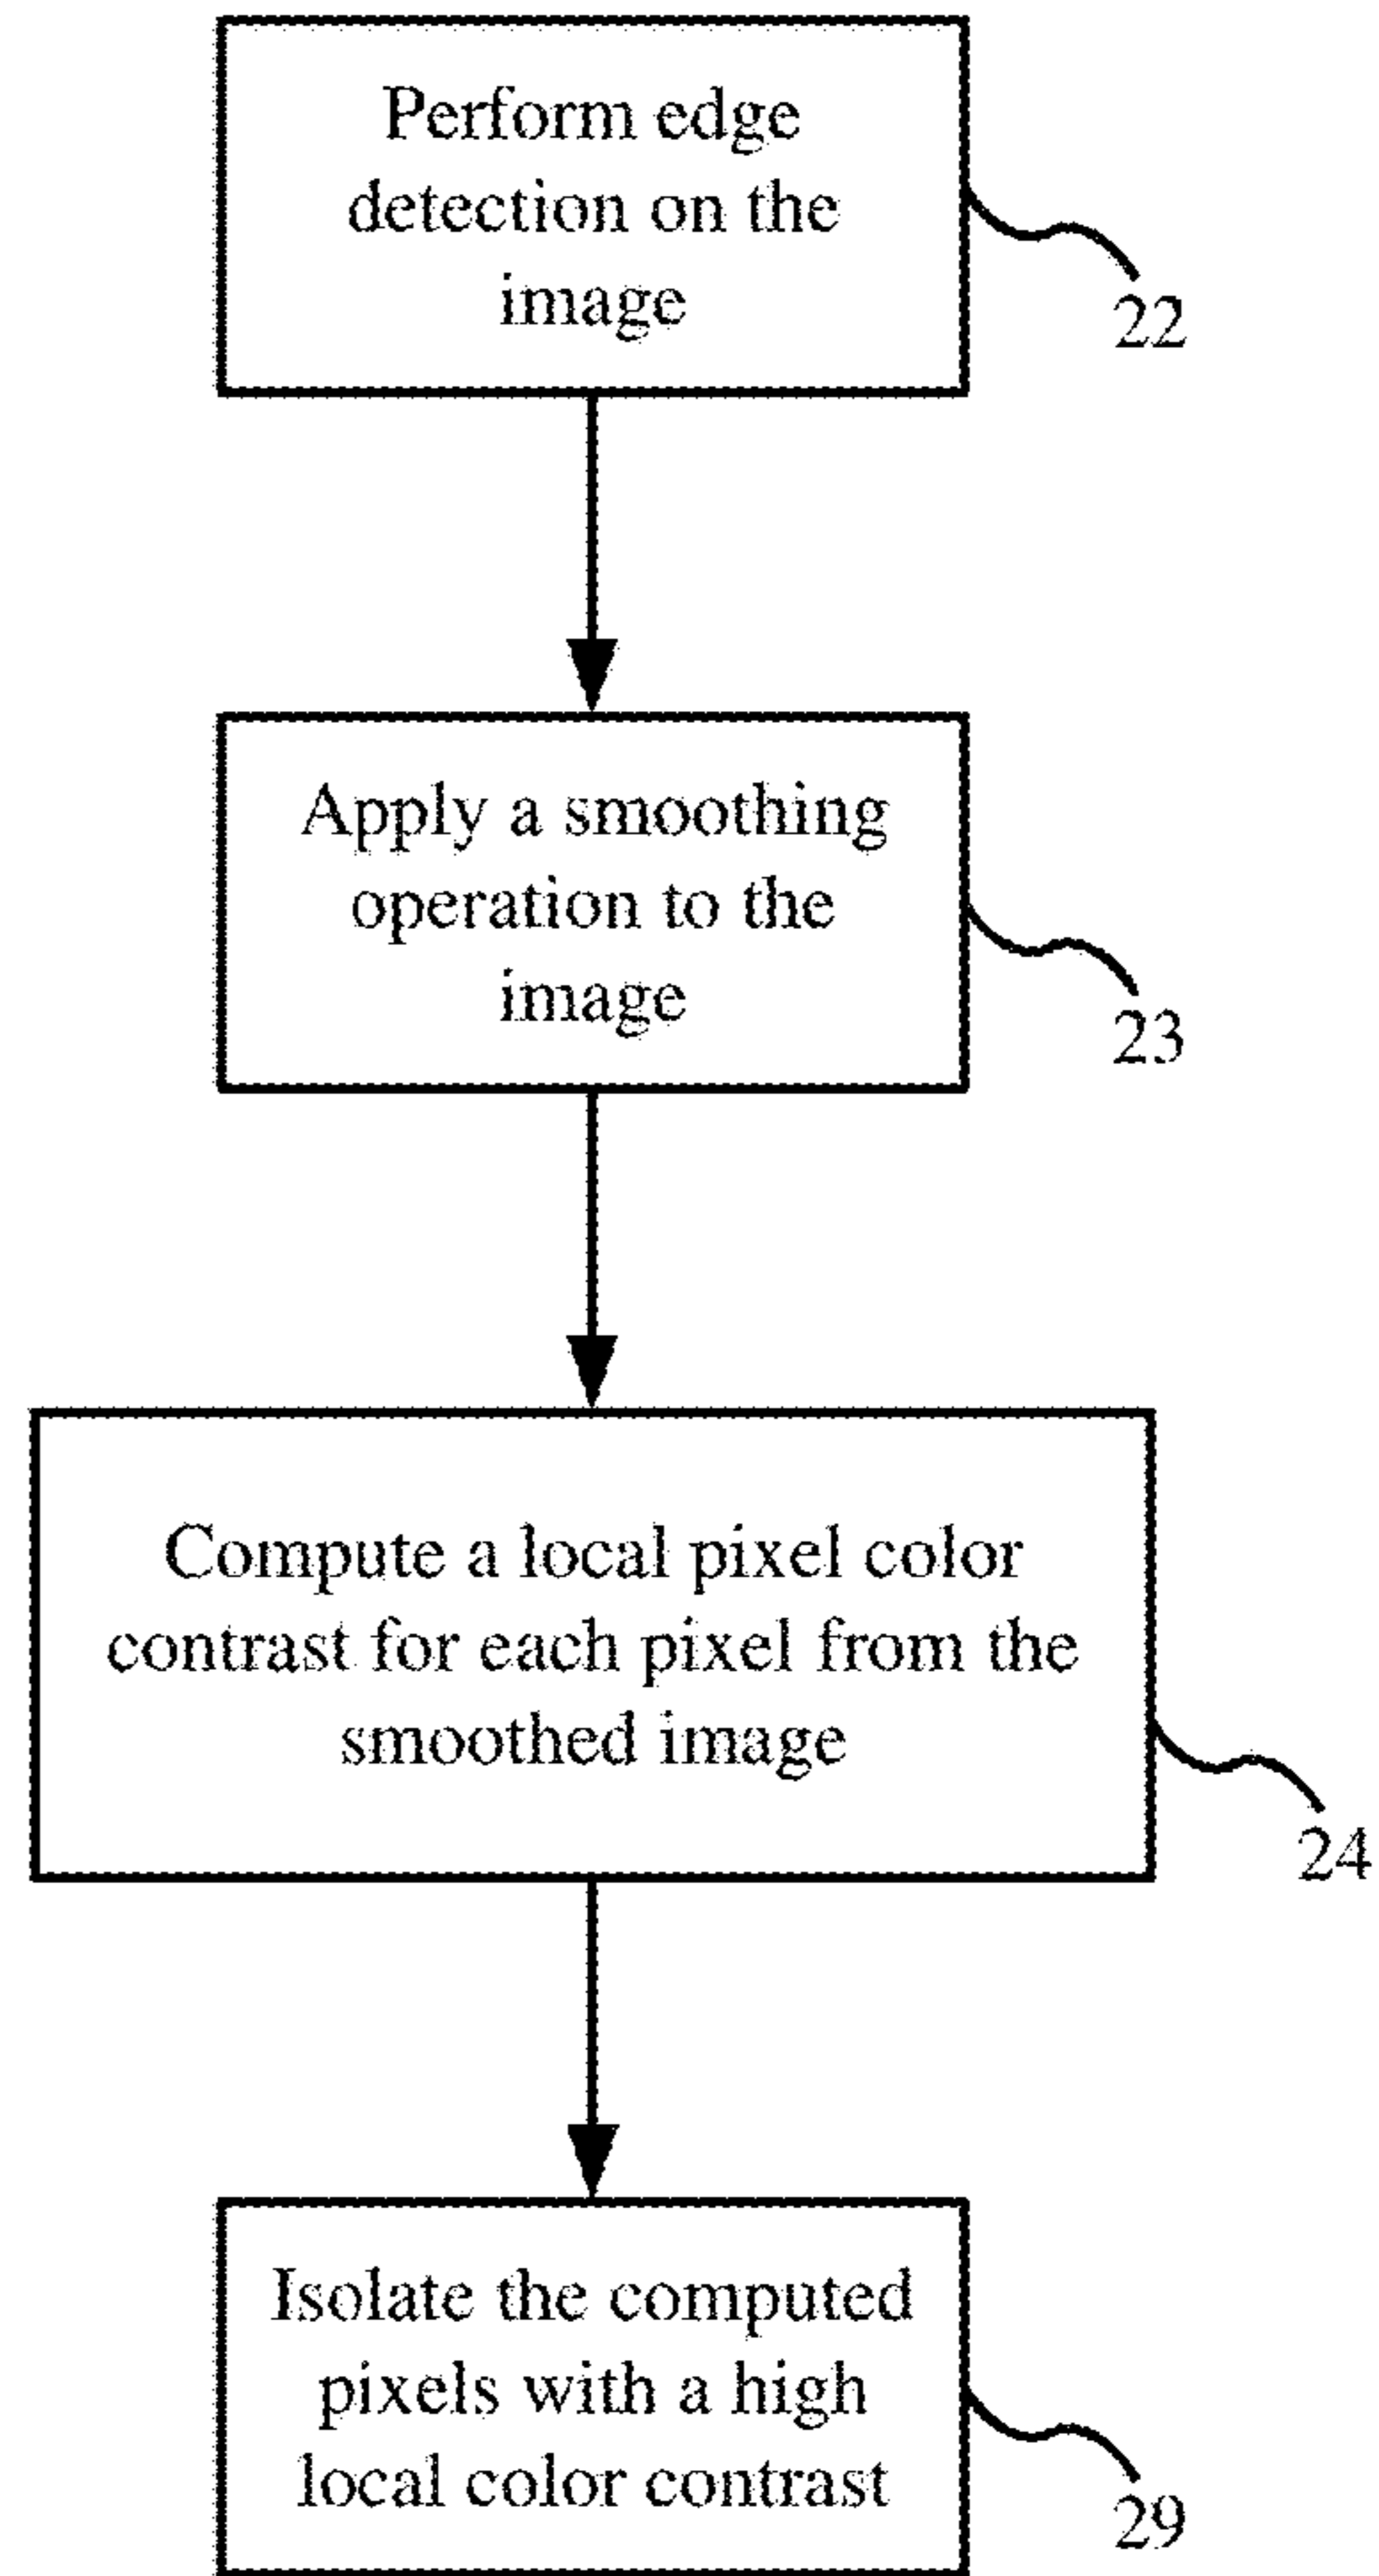 Perform edge
detection on the
image
22
Apply a smoothing
operation to the
image
23
Compute a local pixel color
contrast for each pixel from the
smoothed image
24
Isolate the computed
pixels with a high
local color contrast
29